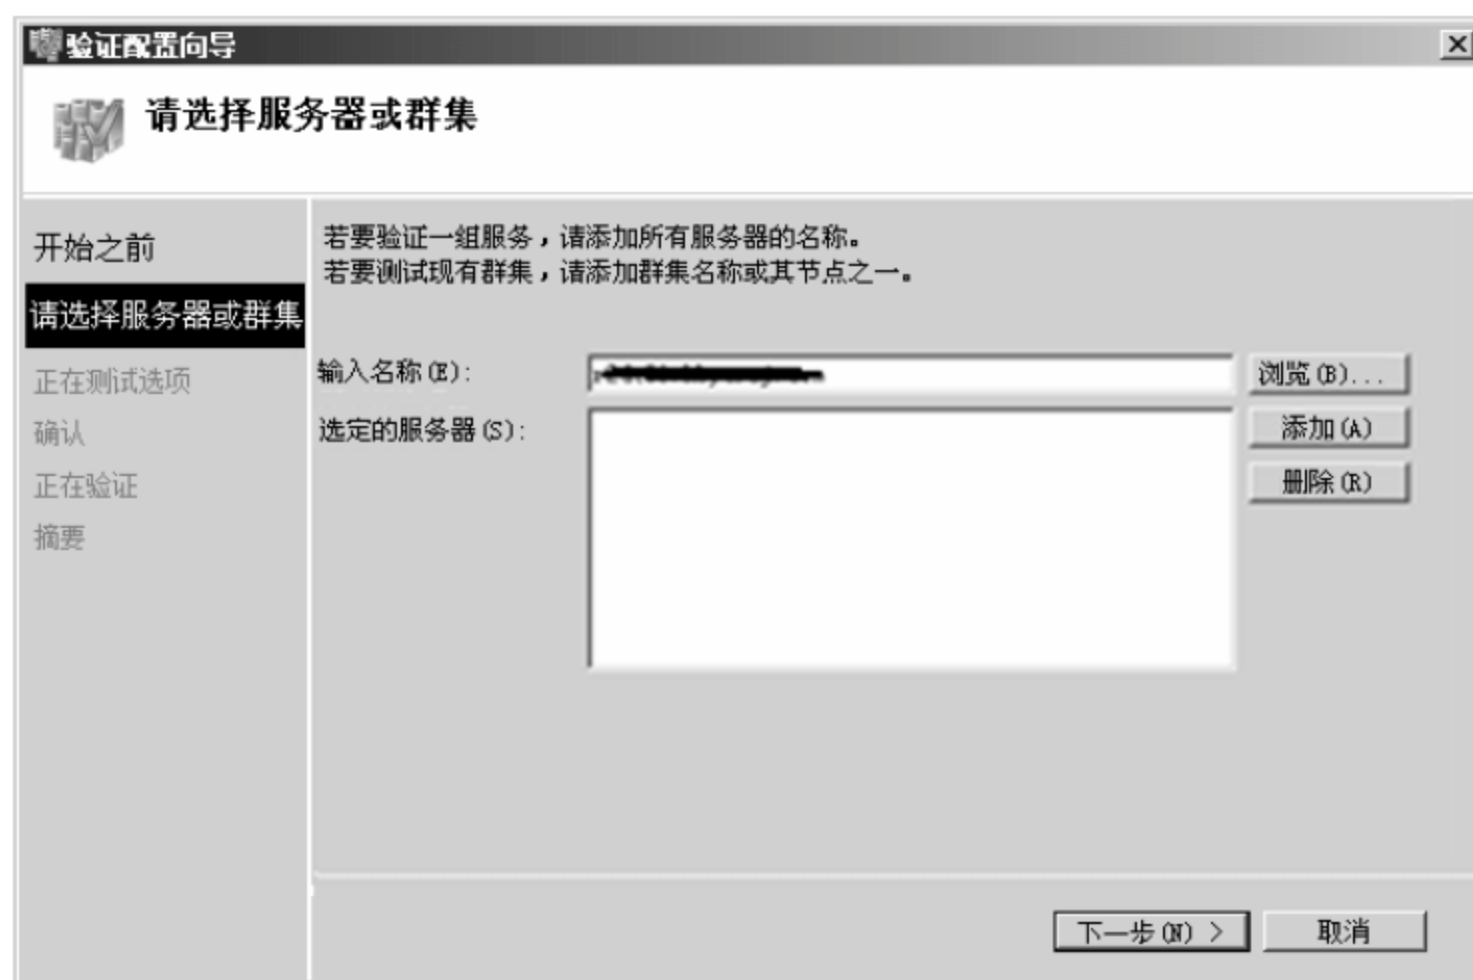 验证配置向导
请选择服务器或群集
开始之前
请选择服务器或群集
正在测试选项
确认
正在验证
摘要
若要验证一组服务，请添加所有服务器的名称。
若要测试现有群集，请添加群集名称或其节点之一。
输入名称(E):
浏览(B)...
选定的服务器(S):
添加(A)
删除(R)
下一步(N) >
取消